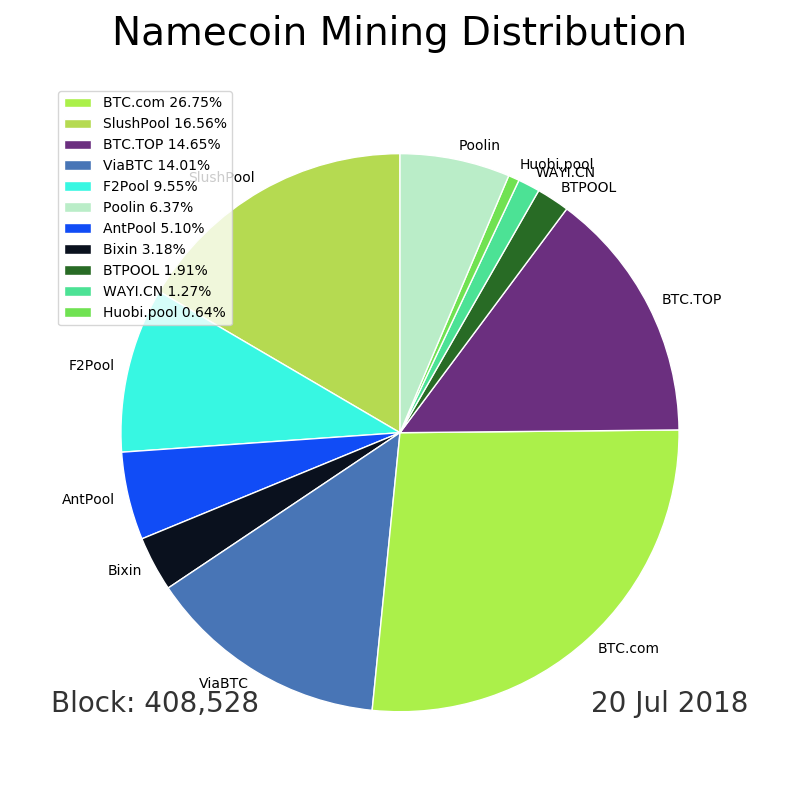 Namecoin Mining Distribution
BTC.com 26.75%
SlushPool 16.56%
BTC.TOP 14.65%
ViaBTC 14.01%
F2Pool 9.55%
Poolin 6.37%
AntPool 5.10%
Bixin 3.18%
BTPOOL 1.91%
WAYI.CN 1.27%
Huobi.pool 0.64%
Poolin
Huobi.pool
WAYI.CN
BTPOOL
SlushPool
BTC.TOP
F2Pool
AntPool
Bixin
BTC.com
ViaBTC
Block: 408,528
20 Jul 2018